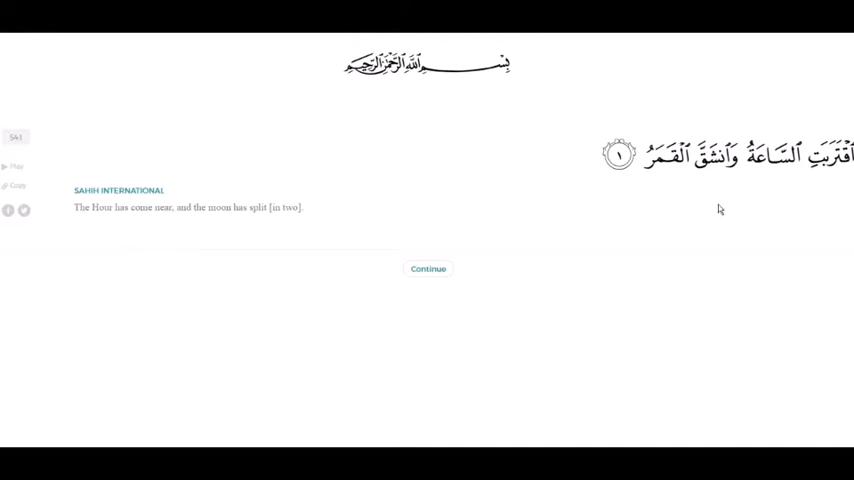 بِسْمِ ٱللَّهِ ٱلرَّحْمَٰنِ ٱلرَّحِيمِ
54:1
ٱقْتَرَبَتِ ٱلسَّاعَةُ وَٱنشَقَّ ٱلْقَمَرُ ١
Play
Copy
SAHIH INTERNATIONAL
The Hour has come near, and the moon has split [in two].
Continue